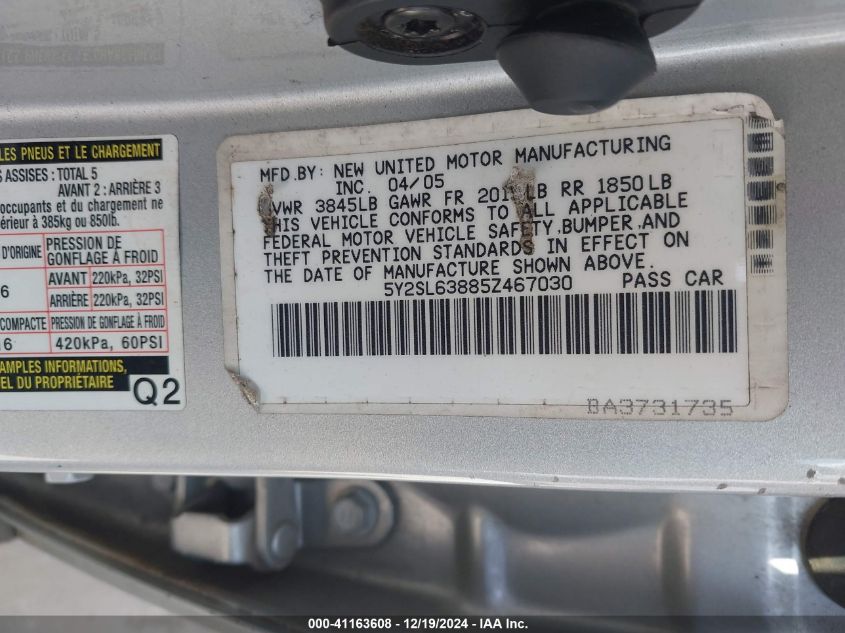 LES PNEUS ET LE CHARGEMENT
ASSISES : TOTAL 5
AVANT 2 : ARRIÈRE 3
occupants et du chargement ne
385kg ou 850lb.
D'ORIGINE PRESSION DE
GONFLAGE À FROID
6 AVANT 220kPa, 32PSI
ARRIÈRE 220kPa, 32PSI
COMPACTE PRESSION DE GONFLAGE À FROID
16 420kPa, 60PSI
AMPLES INFORMATIONS,
EL DU PROPRIÉTAIRE
Q2
MFD.BY: NEW UNITED MOTOR MANUFACTURING
INC. 04/05
VWR 3845LB GAWR FR 201 LB RR 1850LB
THIS VEHICLE CONFORMS TO ALL APPLICABLE
FEDERAL MOTOR VEHICLE SAFETY,BUMPER,AND
THEFT PREVENTION STANDARDS IN EFFECT ON
THE DATE OF MANUFACTURE SHOWN ABOVE.
5Y2SL63885Z467030 PASS CAR
BA3731735
000-41163608 - 12/19/2024 - IAA Inc.